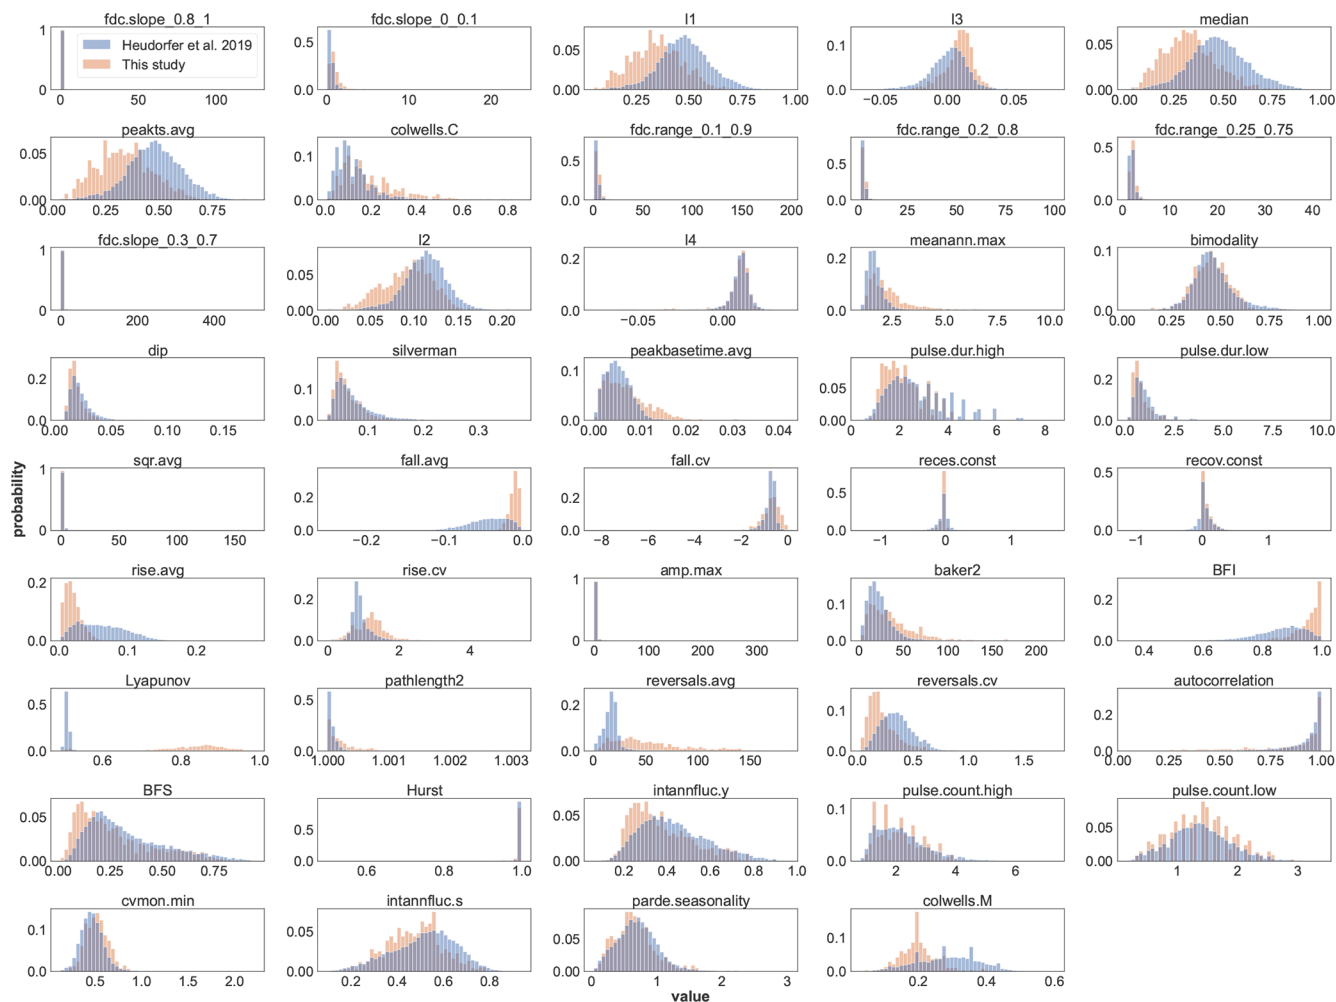 fdc.slope_0.8_1
1
0
0 50 100
Heudorfer et al. 2019
This study
fdc.slope_0_0.1
0.5
0.0
0 10 20
l1
0.05
0.00
0.25 0.50 0.75 1.00
l3
0.1
0.0
−0.05 0.00 0.05
median
0.05
0.00
0.00 0.25 0.50 0.75 1.00
peakts.avg
0.05
0.00
0.00 0.25 0.50 0.75
colwells.C
0.1
0.0
0.0 0.2 0.4 0.6 0.8
fdc.range_0.1_0.9
0.5
0.0
0 50 100 150 200
fdc.range_0.2_0.8
0.5
0.0
0 25 50 75 100
fdc.range_0.25_0.75
0.5
0.0
0 10 20 30 40
fdc.slope_0.3_0.7
1
0
0 200 400
l2
0.05
0.00
0.00 0.05 0.10 0.15 0.20
l4
0.2
0.0
−0.05 0.00
meanann.max
0.2
0.0
2.5 5.0 7.5 10.0
bimodality
0.1
0.0
0.00 0.25 0.50 0.75 1.00
dip
0.2
0.0
0.00 0.05 0.10 0.15
silverman
0.1
0.0
0.1 0.2 0.3
peakbasetime.avg
0.1
0.0
0.00 0.01 0.02 0.03 0.04
pulse.dur.high
0.05
0.00
0 2 4 6 8
pulse.dur.low
0.2
0.0
0.0 2.5 5.0 7.5 10.0
probability
sqr.avg
1
0
0 50 100 150
fall.avg
0.2
0.0
−0.2 −0.1 0.0
fall.cv
0.2
0.0
−8 −6 −4 −2 0
reces.const
0.5
0.0
−1 0 1
recov.const
0.5
0.0
−1 0 1
rise.avg
0.2
0.0
0.0 0.1 0.2
rise.cv
0.2
0.0
0 2 4
amp.max
1
0
0 100 200 300
baker2
0.1
0.0
0 50 100 150 200
BFI
0.2
0.0
0.4 0.6 0.8 1.0
Lyapunov
0.5
0.0
0.6 0.8 1.0
pathlength2
0.5
0.0
1.000 1.001 1.002 1.003
reversals.avg
0.2
0.0
0 50 100 150
reversals.cv
0.1
0.0
0.0 0.5 1.0 1.5
autocorrelation
0.2
0.0
0.00 0.25 0.50 0.75 1.00
BFS
0.05
0.00
0.00 0.25 0.50 0.75
Hurst
0.5
0.0
0.6 0.8 1.0
intannfluc.y
0.05
0.00
0.2 0.4 0.6 0.8 1.0
pulse.count.high
0.1
0.0
2 4 6
pulse.count.low
0.05
0.00
1 2 3
cvmon.min
0.1
0.0
0.5 1.0 1.5 2.0
intannfluc.s
0.05
0.00
0.2 0.4 0.6 0.8
parde.seasonality
0.05
0.00
0 1 2 3
value
colwells.M
0.1
0.0
0.2 0.4 0.6